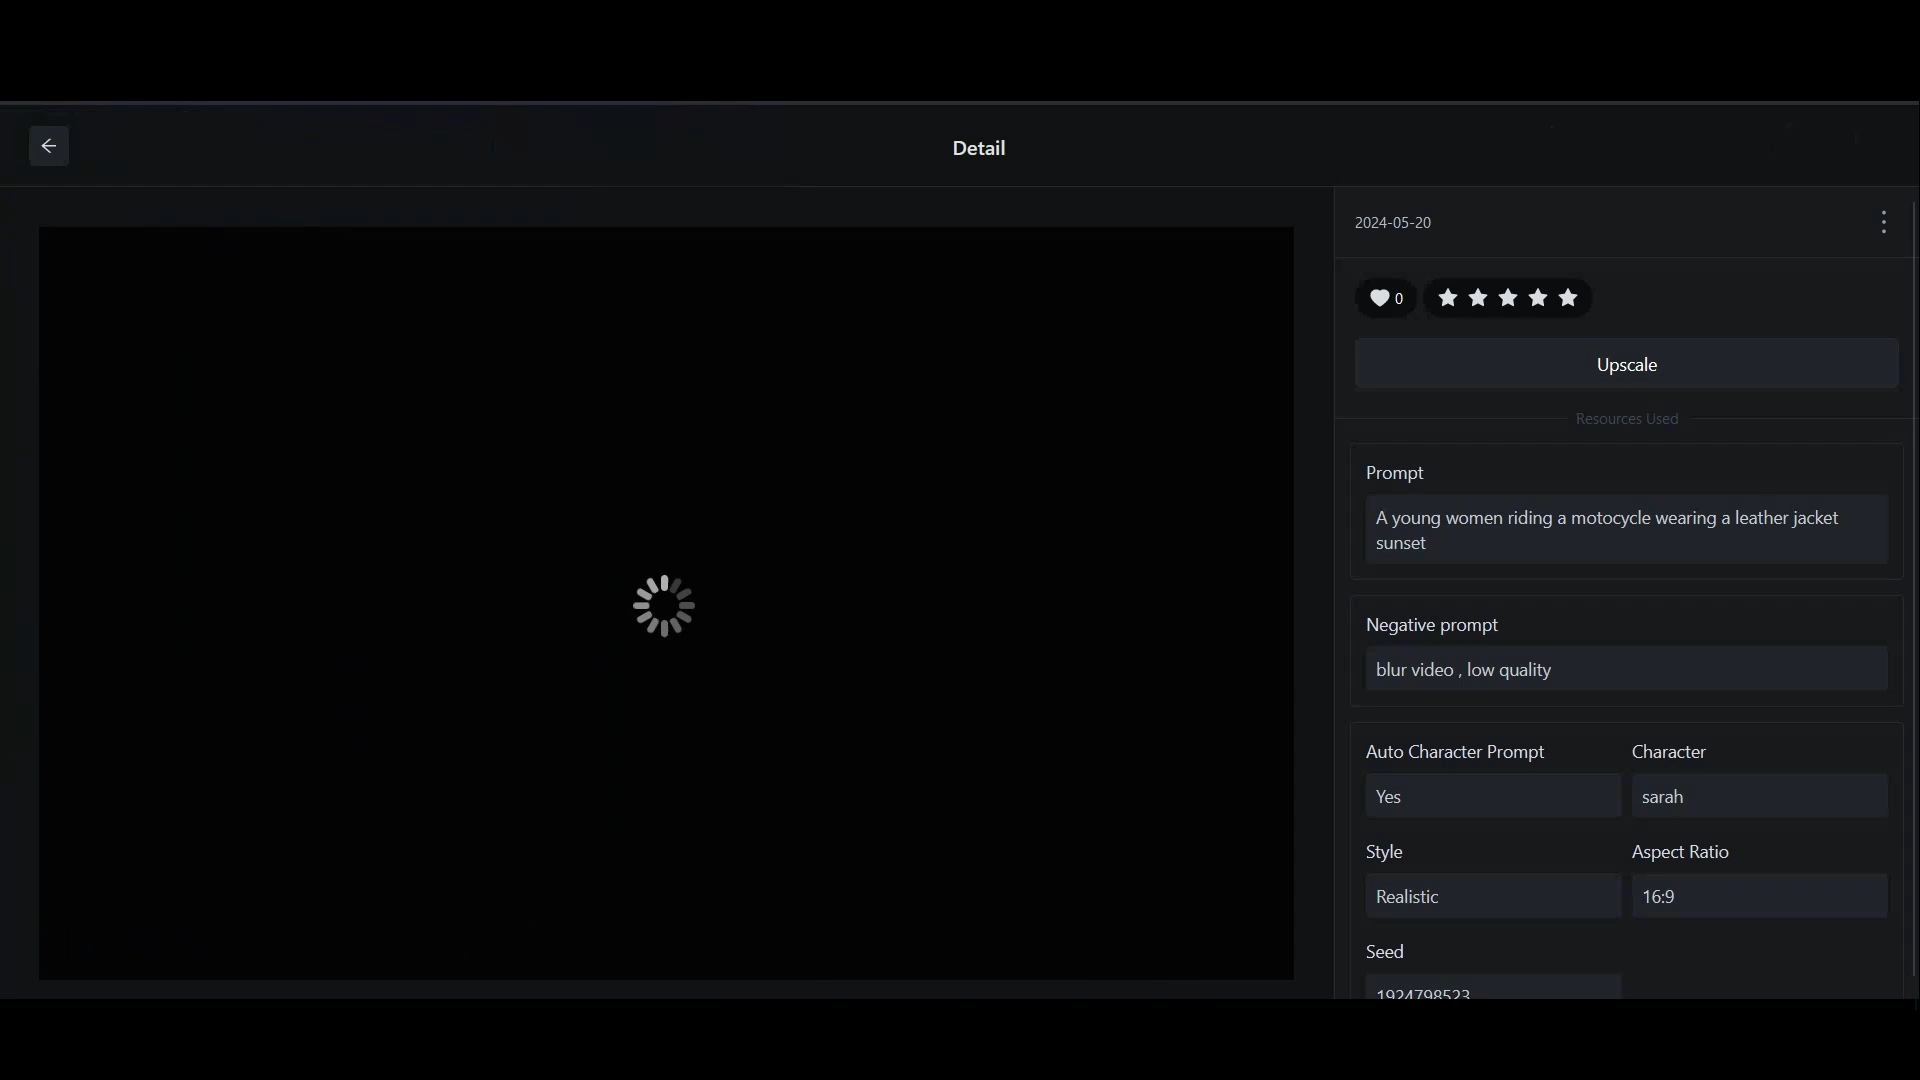 Detail
2024-05-20
0
Upscale
Resources Used
Prompt
A young women riding a motocycle wearing a leather jacket
sunset
Negative prompt
blur video , low quality
Auto Character Prompt
Character
Yes
sarah
Style
Aspect Ratio
Realistic
16:9
Seed
1924798523